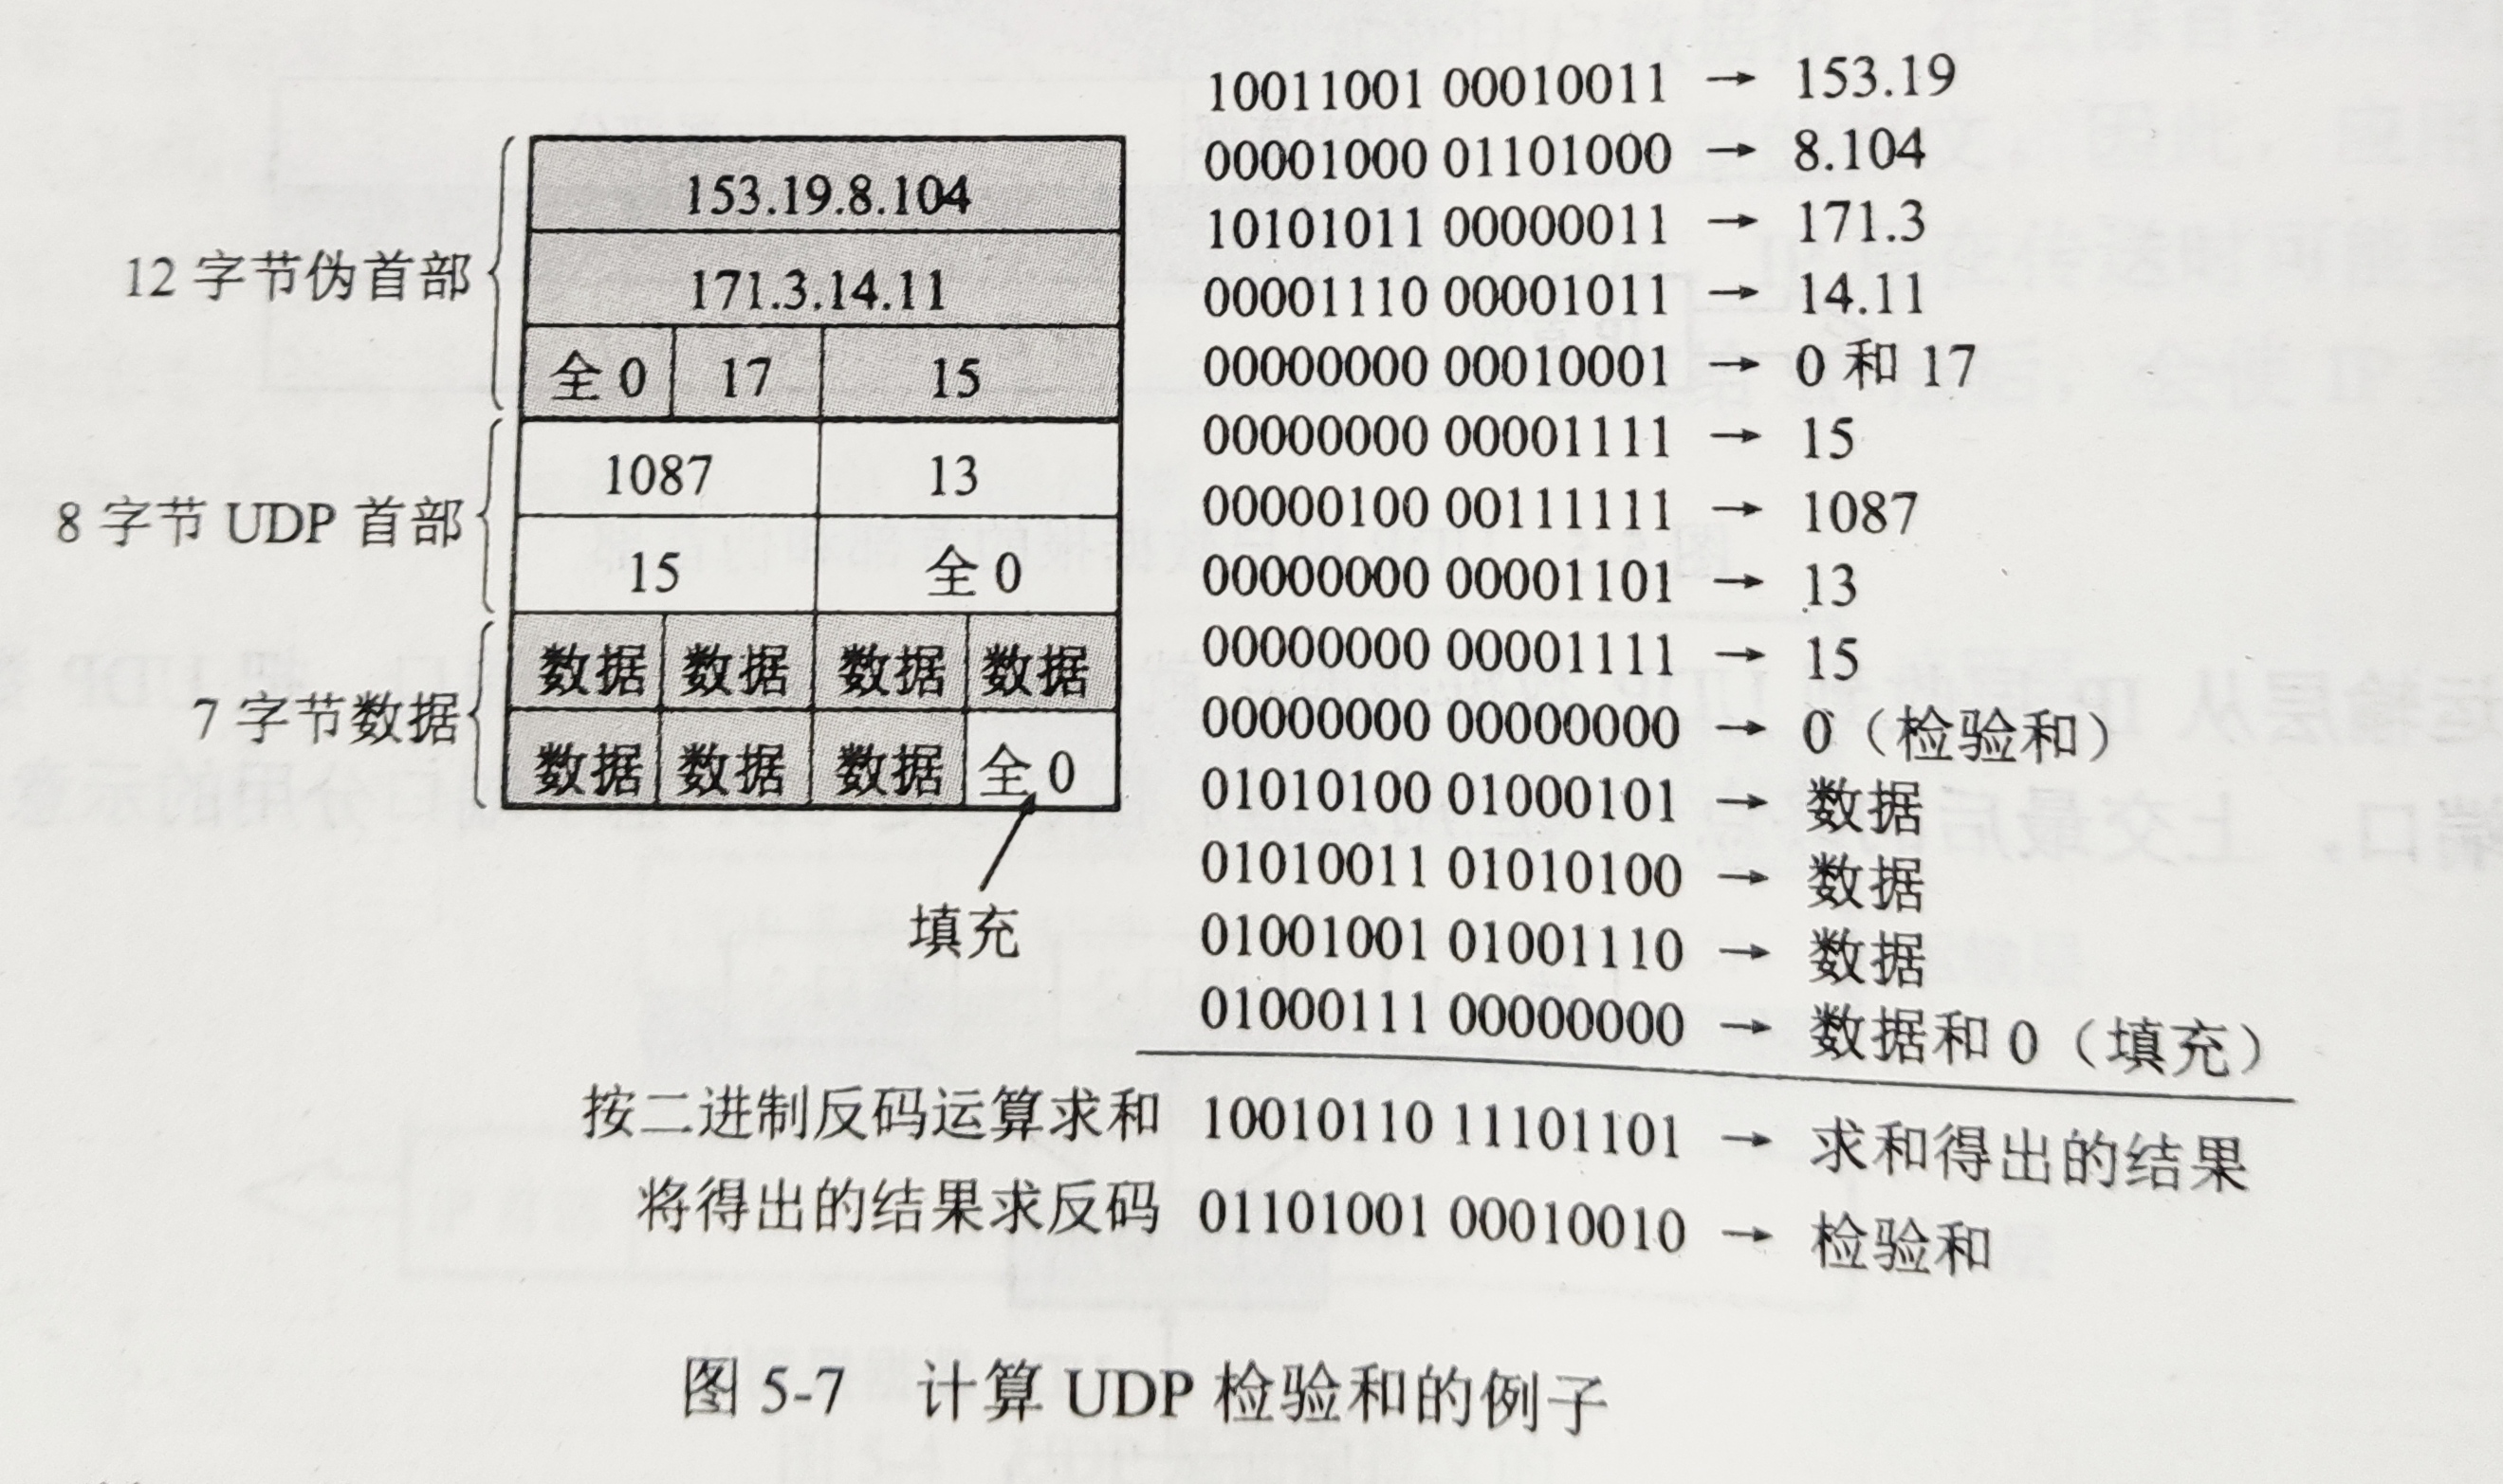 10011001 00010011 → 153.19
00001000 01101000 → 8.104
10101011 00000011 → 171.3
00001110 00001011 → 14.11
00000000 00010001 → 0 和 17
00000000 00001111 → 15
00000100 00111111 → 1087
00000000 00001101 → 13
00000000 00001111 → 15
00000000 00000000 → 0（检验和）
01010100 01000101 → 数据
01010011 01010100 → 数据
01001001 01001110 → 数据
01000111 00000000 → 数据和 0（填充）
12 字节伪首部
153.19.8.104
171.3.14.11
全 0 17 15
8 字节 UDP 首部
1087 13
15 全 0
7 字节数据
数据 数据 数据 数据
数据 数据 数据 全 0
填充
按二进制反码运算求和 10010110 11101101 → 求和得出的结果
将得出的结果求反码 01101001 00010010 → 检验和
图 5-7 计算 UDP 检验和的例子